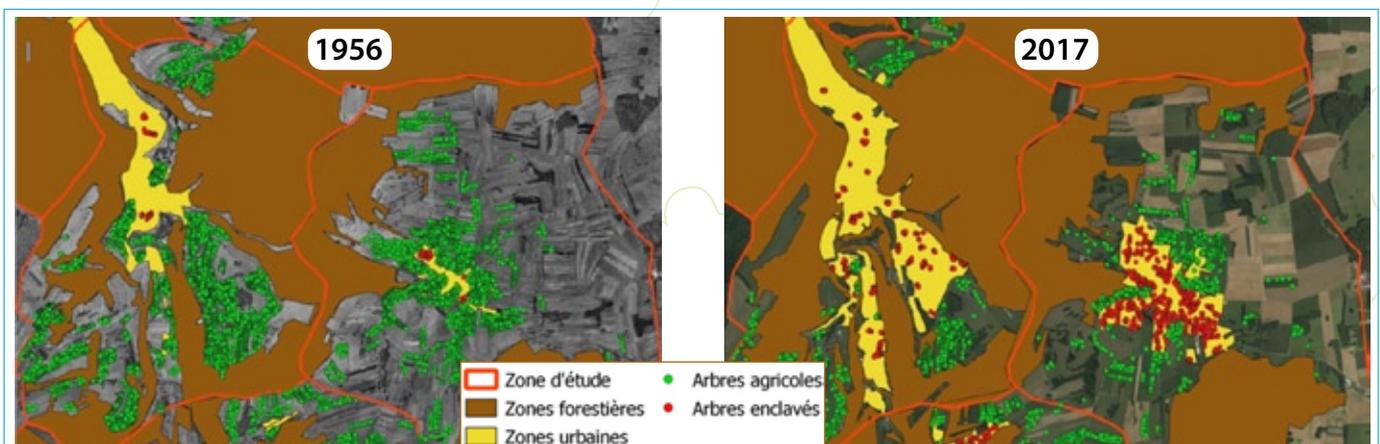 1956
2017
Zone d'étude
Zones forestières
Zones urbaines
Arbres agricoles
Arbres enclavés